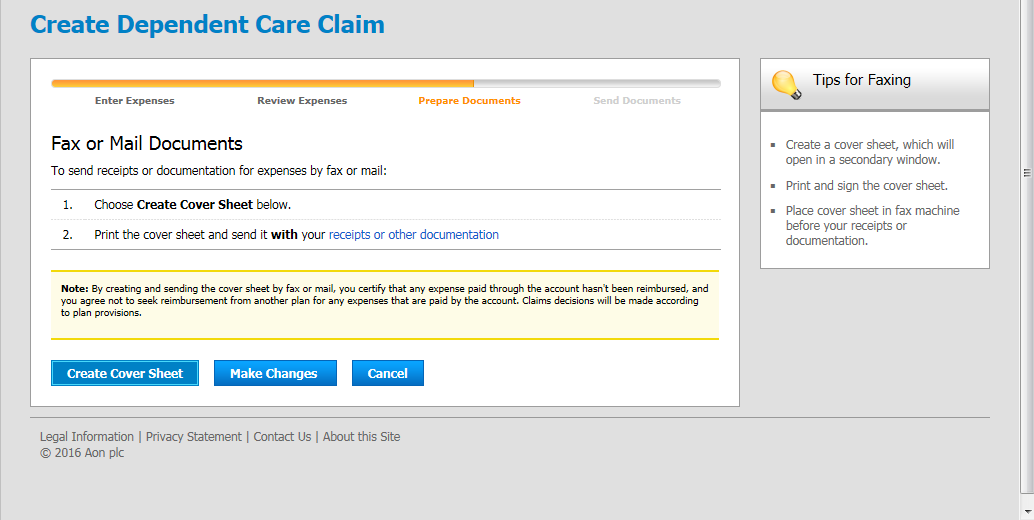 Create Dependent Care Claim
Enter Expenses
Review Expenses
Prepare Documents
Send Documents
Fax or Mail Documents
To send receipts or documentation for expenses by fax or mail:
1. Choose Create Cover Sheet below.
2. Print the cover sheet and send it with your receipts or other documentation
Note: By creating and sending the cover sheet by fax or mail, you certify that any expense paid through the account hasn't been reimbursed, and
you agree not to seek reimbursement from another plan for any expenses that are paid by the account. Claims decisions will be made according
to plan provisions.
Create Cover Sheet
Make Changes
Cancel
Tips for Faxing
Create a cover sheet, which will
open in a secondary window.
Print and sign the cover sheet.
Place cover sheet in fax machine
before your receipts or
documentation.
Legal Information | Privacy Statement | Contact Us | About this Site
© 2016 Aon plc